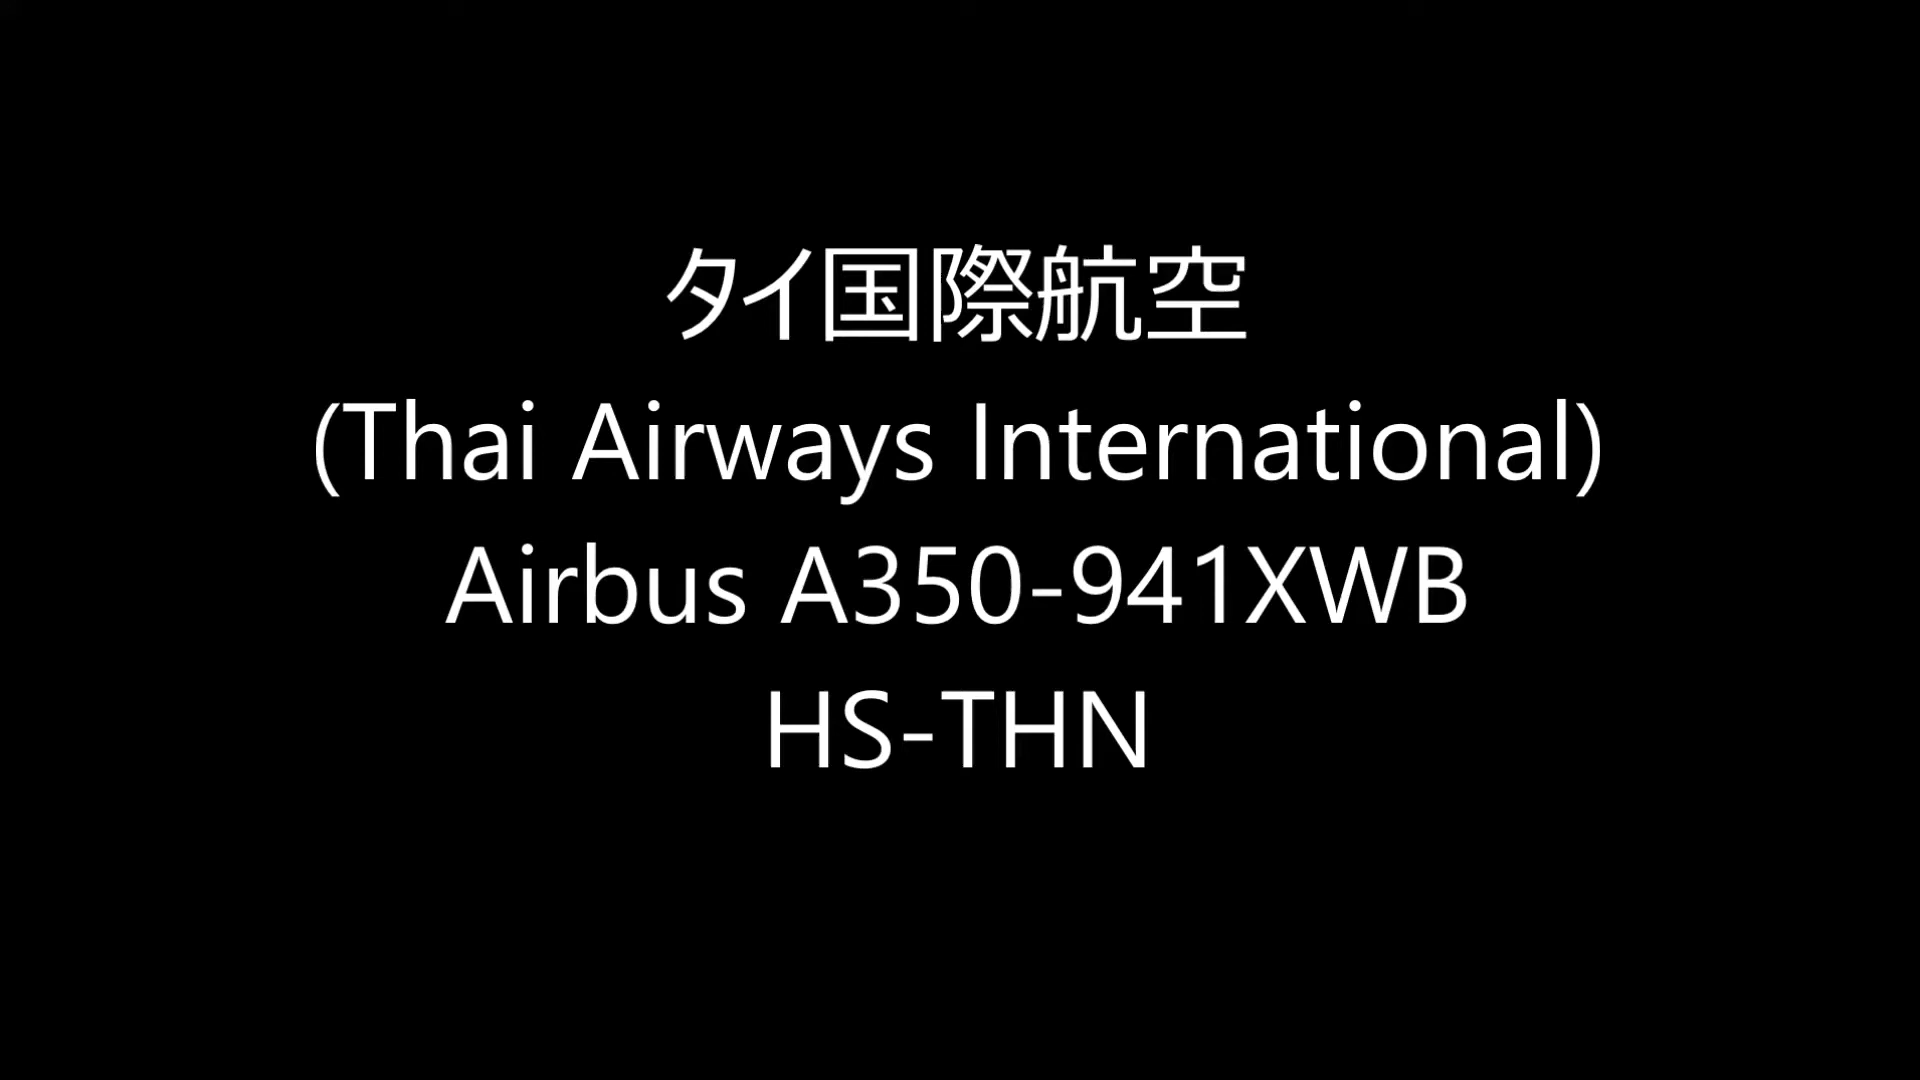 タイ国際航空
(Thai Airways International)
Airbus A350-941XWB
HS-THN